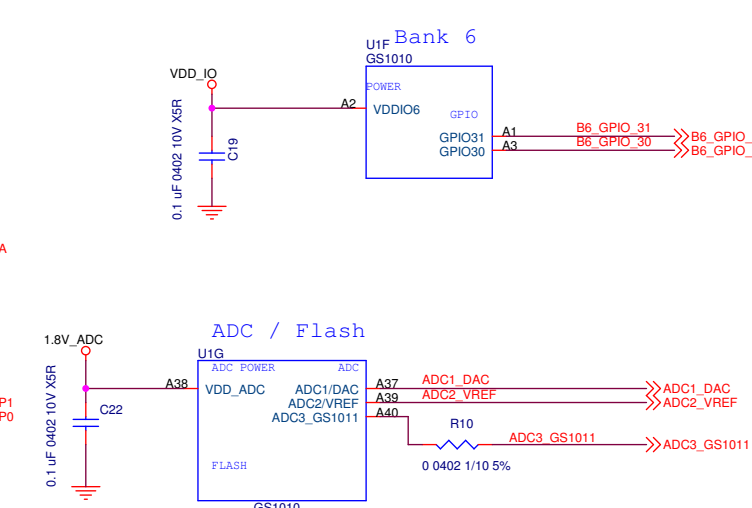 Bank 6
U1F
GS1010
VDD_IO
POWER
A2
VDDIO6
GPIO
GPIO31
A1
B6_GPIO_31
B6_GPIO_
GPIO30
A3
B6_GPIO_30
B6_GPIO_
C19
0.1 uF 0402 10V X5R
A
ADC / Flash
1.8V_ADC
U1G
ADC POWER
ADC
A38
VDD_ADC
ADC1/DAC
A37
ADC1_DAC
ADC1_DAC
ADC2/VREF
A39
ADC2_VREF
ADC2_VREF
ADC3_GS1011
A40
R10
ADC3_GS1011
ADC3_GS1011
0 0402 1/10 5%
C22
0.1 uF 0402 10V X5R
P1
P0
FLASH
GS1010